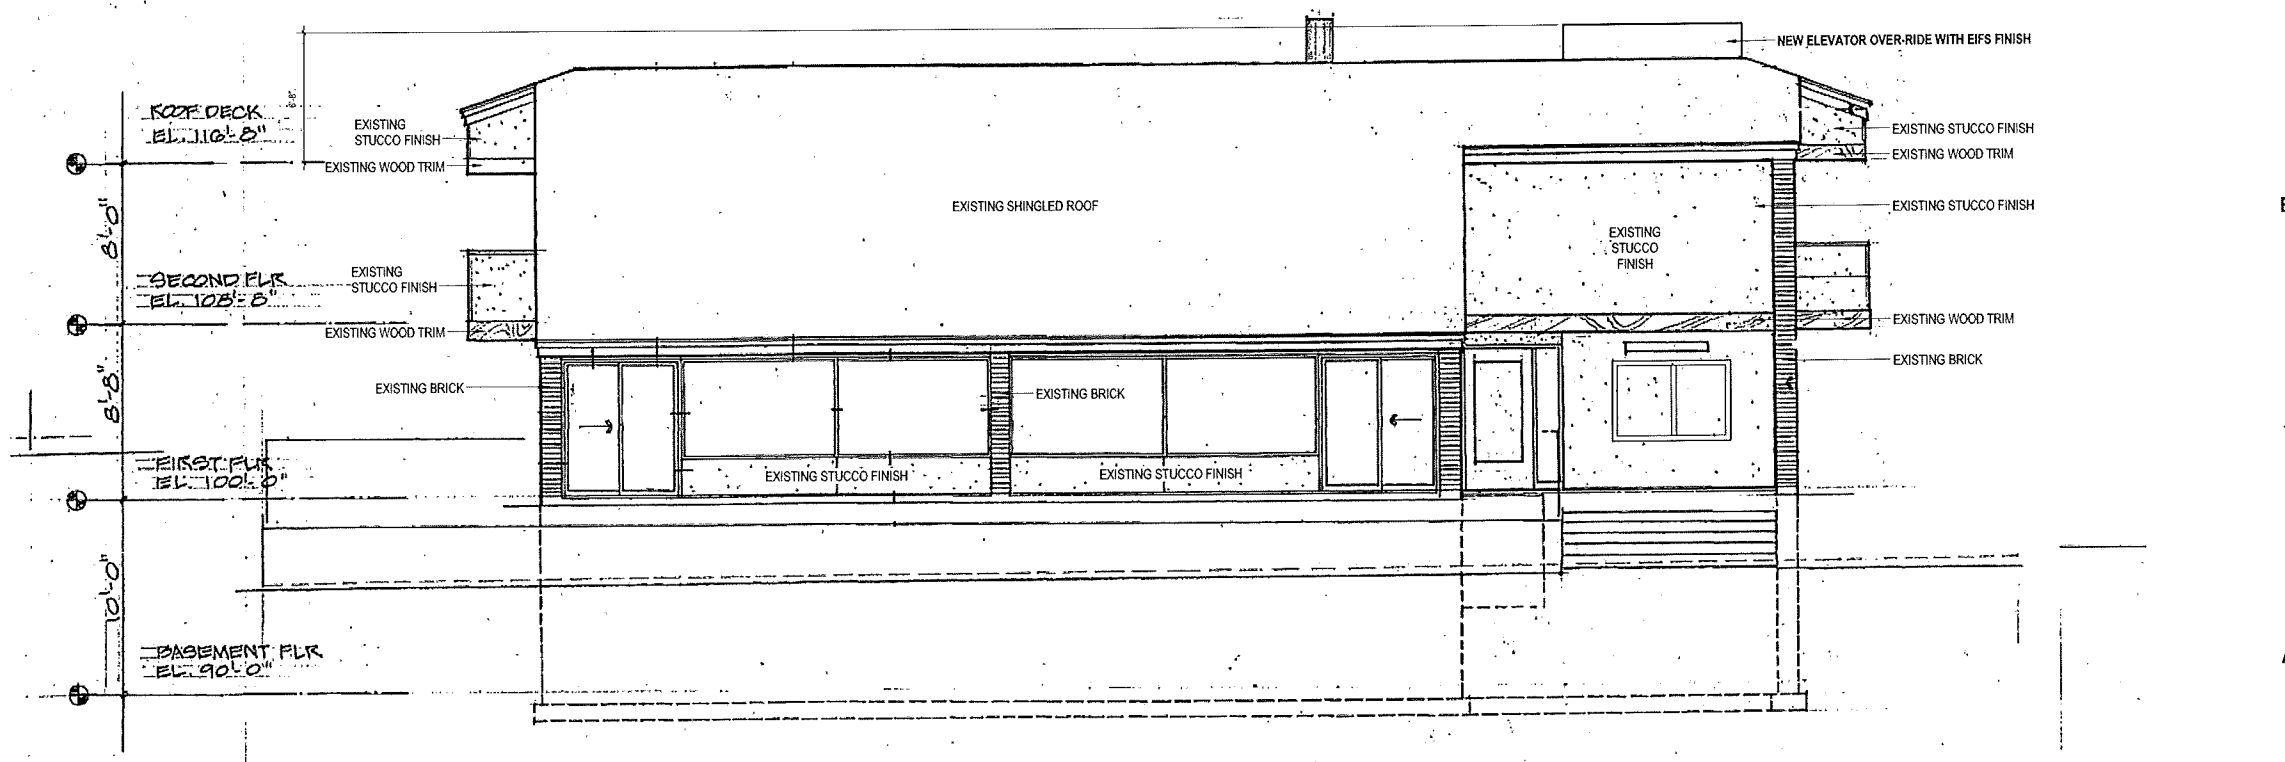 NEW ELEVATOR OVER-RIDE WITH EIFS FINISH
ROOF DECK
EL. 116'-8"
EXISTING
STUCCO FINISH
EXISTING WOOD TRIM
EXISTING STUCCO FINISH
EXISTING WOOD TRIM
8'-0"
EXISTING SHINGLED ROOF
EXISTING STUCCO FINISH
EXISTING
STUCCO
FINISH
SECOND FLR
EL. 108'-8"
EXISTING
STUCCO FINISH
EXISTING WOOD TRIM
EXISTING WOOD TRIM
8'-8"
EXISTING BRICK
EXISTING BRICK
EXISTING BRICK
FIRST FLR
EL. 100'-0"
EXISTING STUCCO FINISH
EXISTING STUCCO FINISH
10'-0"
BASEMENT FLR
EL. 90'-0"